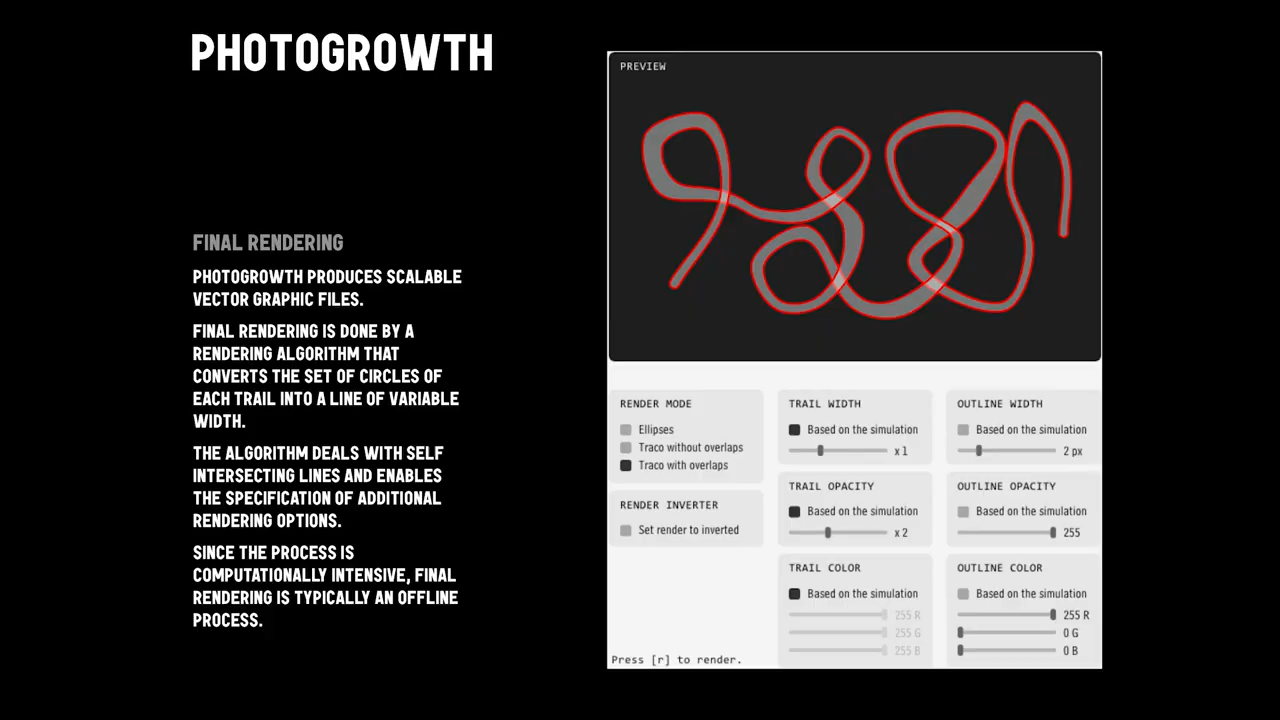 PHOTOGROWTH
FINAL RENDERING
PHOTOGROWTH PRODUCES SCALABLE
VECTOR GRAPHIC FILES.
FINAL RENDERING IS DONE BY A
RENDERING ALGORITHM THAT
CONVERTS THE SET OF CIRCLES OF
EACH TRAIL INTO A LINE OF VARIABLE
WIDTH.
THE ALGORITHM DEALS WITH SELF
INTERSECTING LINES AND ENABLES
THE SPECIFICATION OF ADDITIONAL
RENDERING OPTIONS.
SINCE THE PROCESS IS
COMPUTATIONALLY INTENSIVE, FINAL
RENDERING IS TYPICALLY AN OFFLINE
PROCESS.
PREVIEW
RENDER MODE
Ellipses
Traco without overlaps
Traco with overlaps
RENDER INVERTER
Set render to inverted
Press [r] to render.
TRAIL WIDTH
Based on the simulation
x 1
TRAIL OPACITY
Based on the simulation
x 2
TRAIL COLOR
Based on the simulation
255 R
255 G
255 B
OUTLINE WIDTH
Based on the simulation
2 px
OUTLINE OPACITY
Based on the simulation
255
OUTLINE COLOR
Based on the simulation
255 R
0 G
0 B